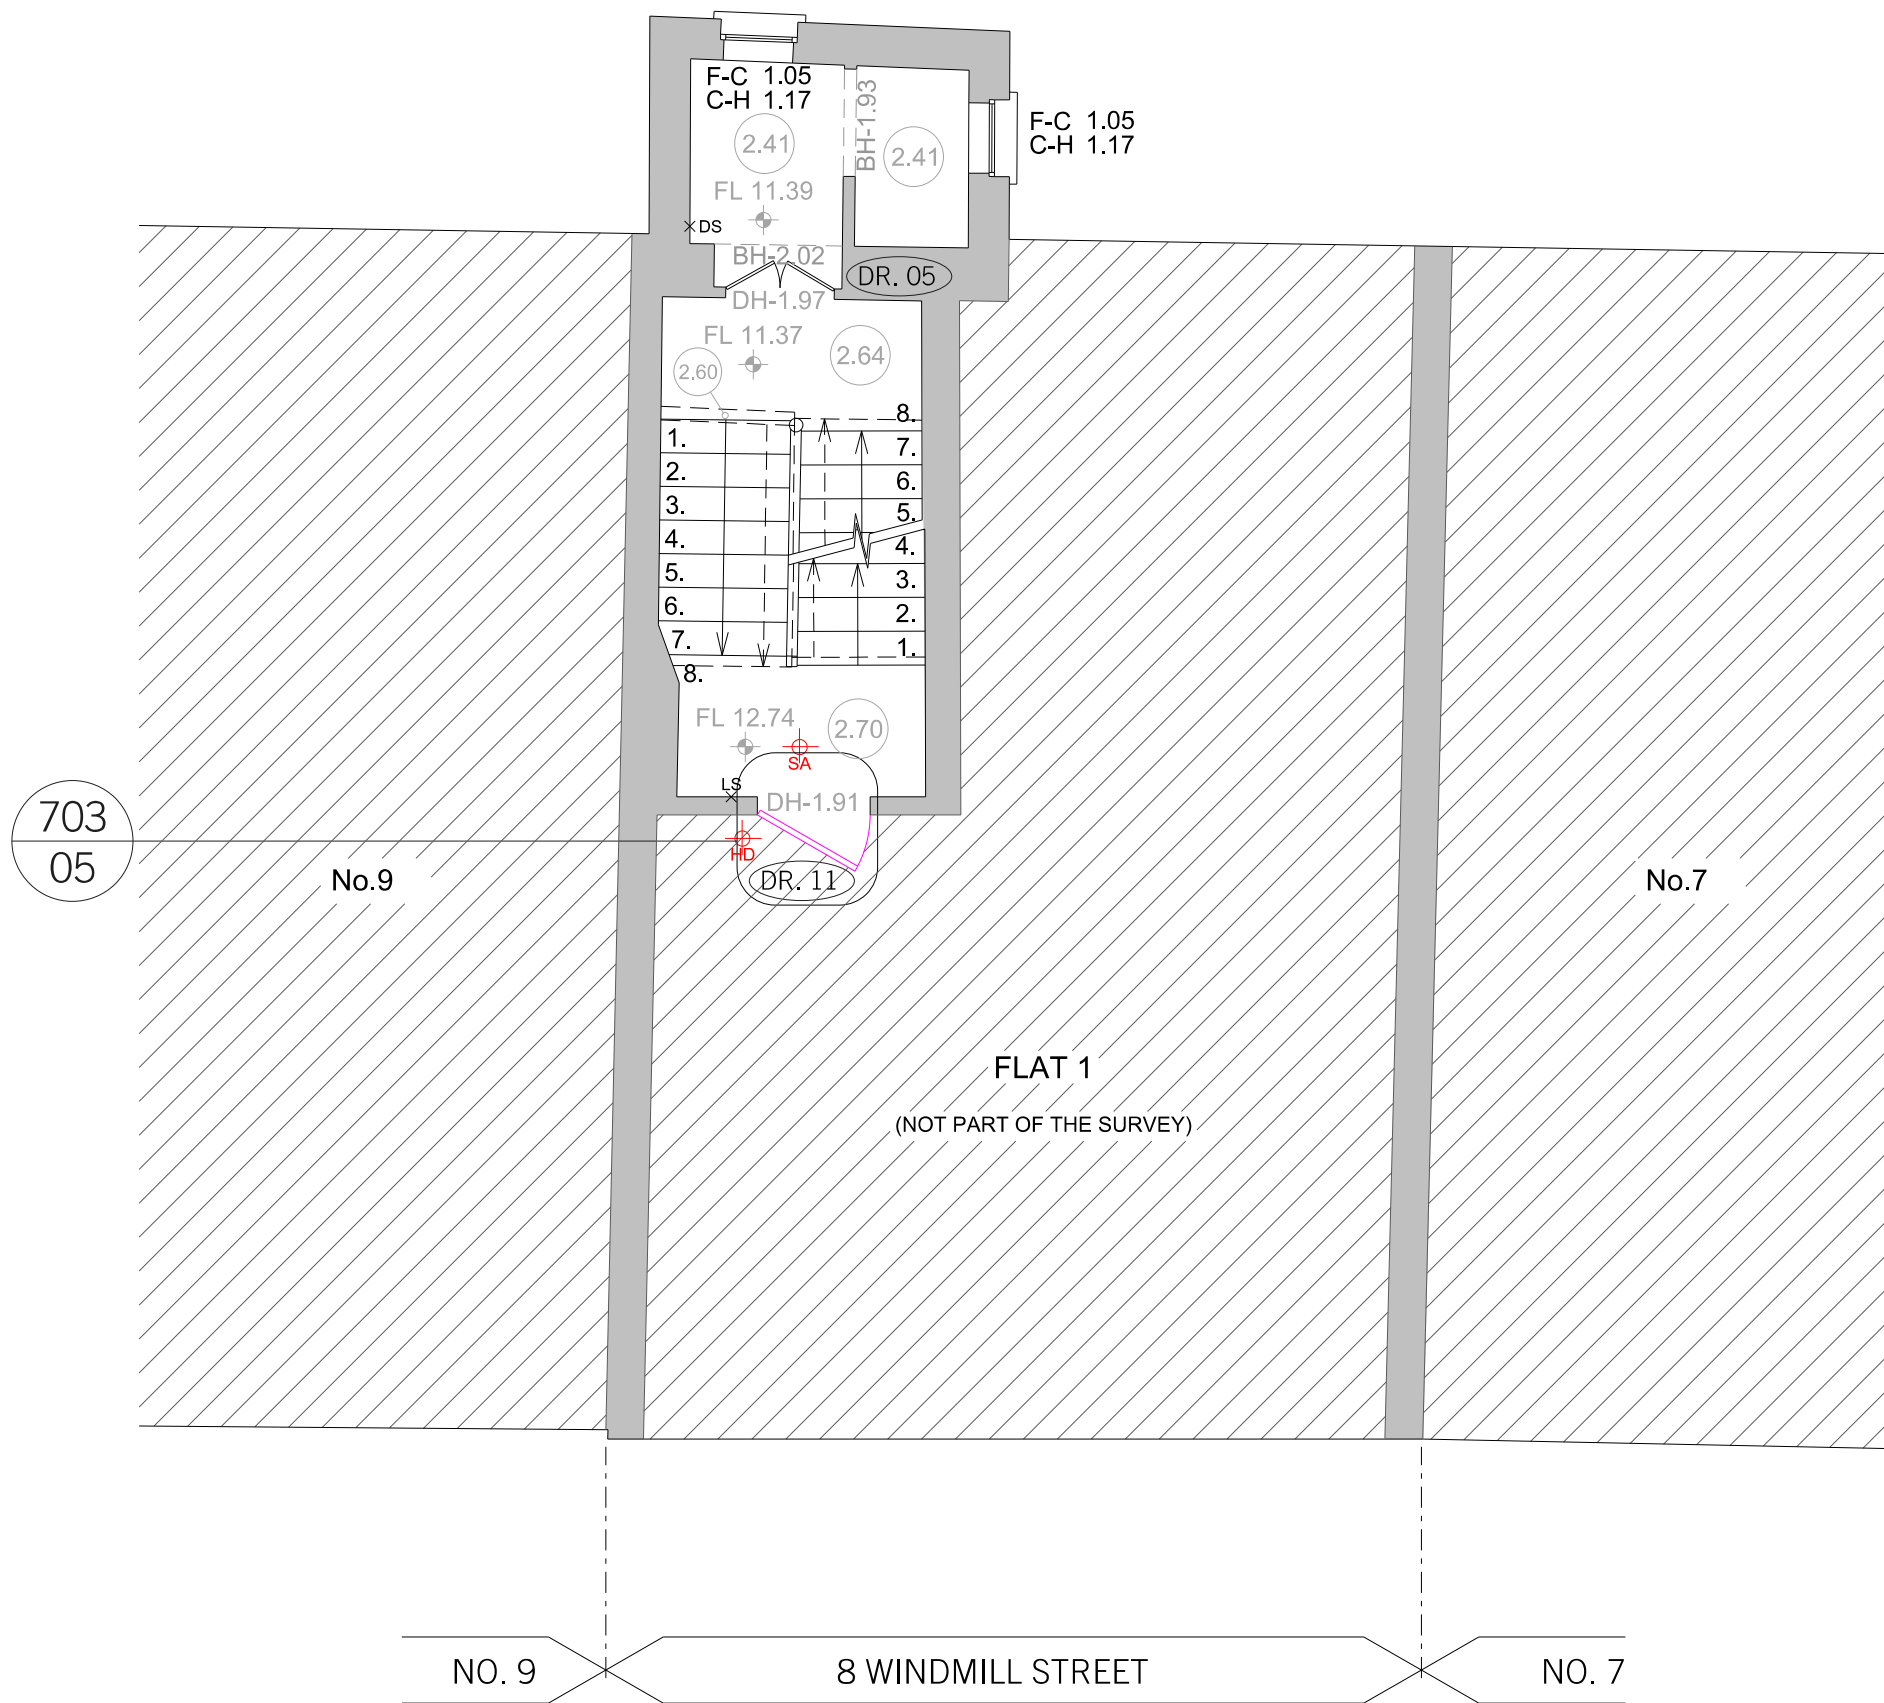 F-C 1.05
C-H 1.17
BH-1.93
F-C 1.05
C-H 1.17
2.41
2.41
FL 11.39
DS
BH-2.02
DR. 05
DH-1.97
FL 11.37
2.64
2.60
8.
1.
7.
2.
6.
3.
5.
4.
4.
5.
3.
6.
2.
7.
1.
8.
FL 12.74
2.70
SA
LS
DH-1.91
703
05
HD
DR. 11
No.9
No.7
FLAT 1
(NOT PART OF THE SURVEY)
NO. 9
8 WINDMILL STREET
NO. 7